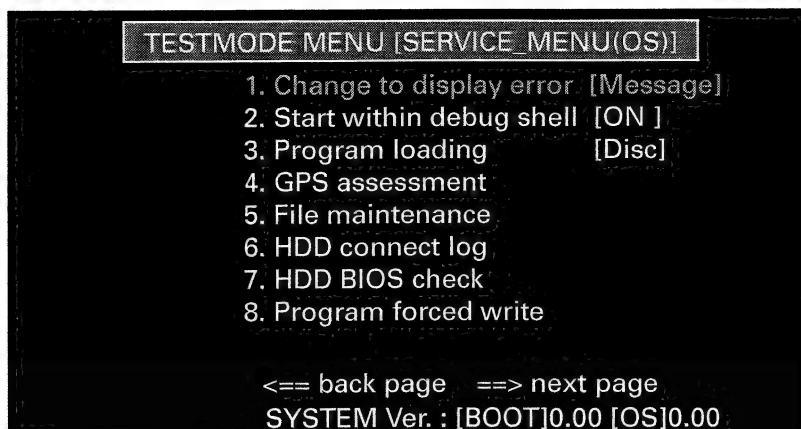 TESTMODE MENU [SERVICE_MENU(OS)]
1. Change to display error [Message]
2. Start within debug shell [ON ]
3. Program loading [Disc]
4. GPS assessment
5. File maintenance
6. HDD connect log
7. HDD BIOS check
8. Program forced write
<== back page ==> next page
SYSTEM Ver. : [BOOT]0.00 [OS]0.00